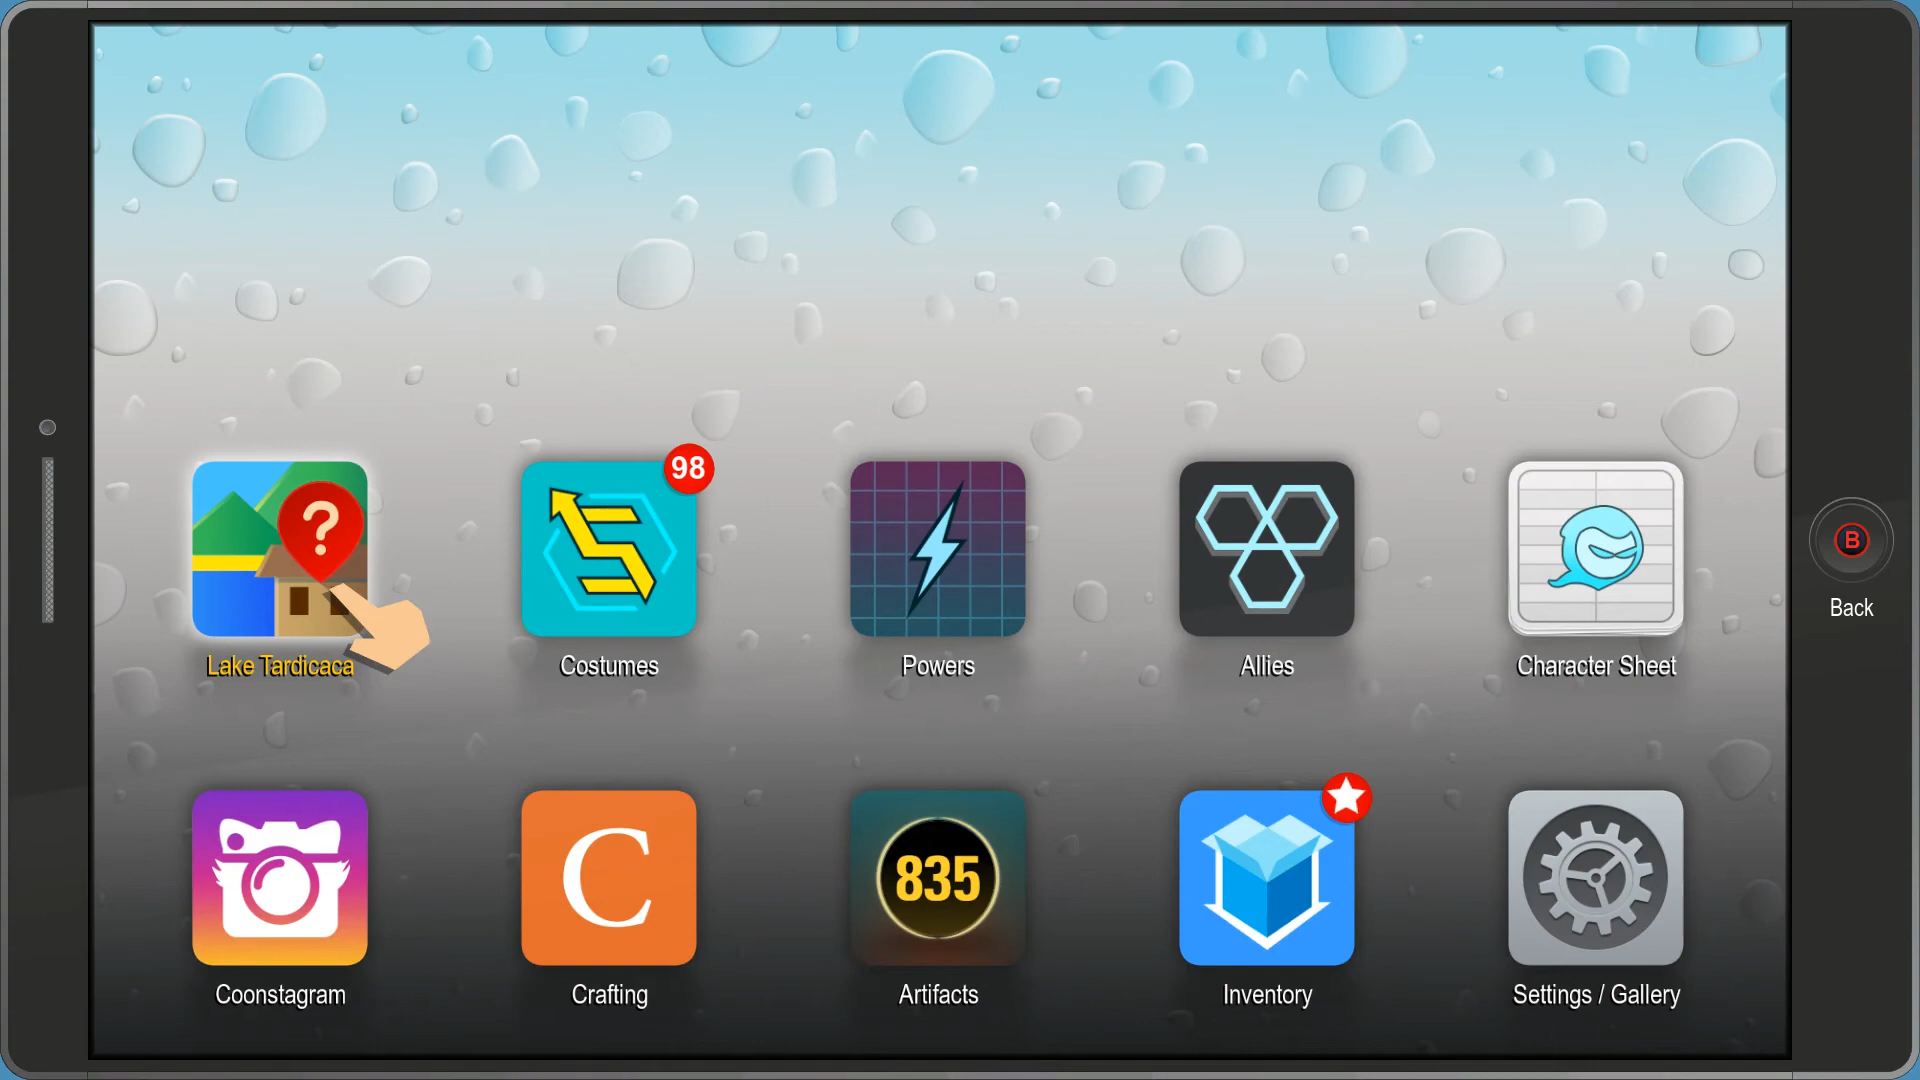 98
?
Lake Tardicaca
Costumes
Powers
Allies
Character Sheet
B
Back
C
835
Coonstagram
Crafting
Artifacts
Inventory
Settings / Gallery